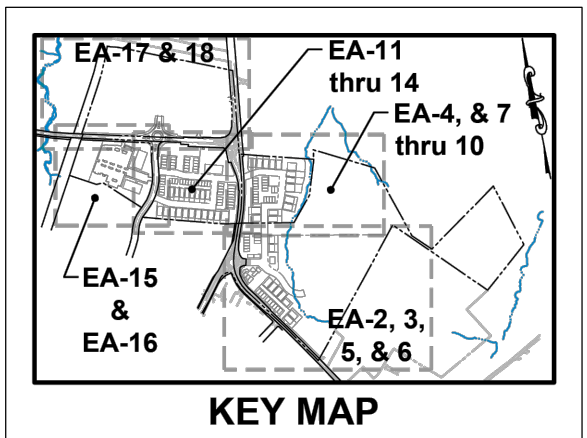 EA-17 & 18
EA-11
thru 14
EA-4, & 7
thru 10
EA-15
&
EA-16
EA-2, 3,
5, & 6
KEY MAP